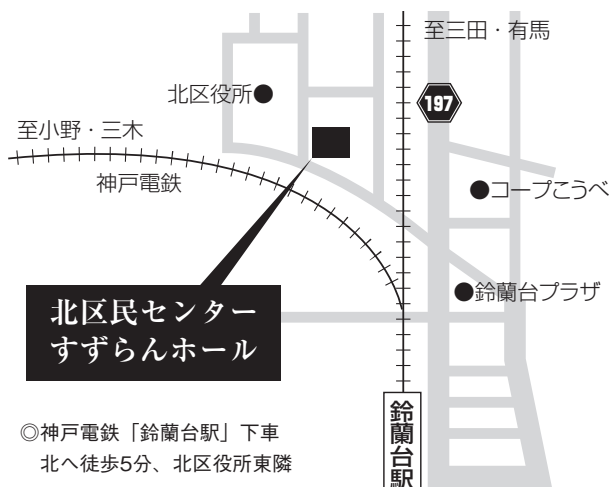 至三田・有馬
北区役所●
197
至小野・三木
神戸電鉄
●コープこうべ
●鈴蘭台プラザ
北区民センター
すずらんホール
鈴蘭台駅
◎神戸電鉄「鈴蘭台駅」下車
北へ徒歩5分、北区役所東隣